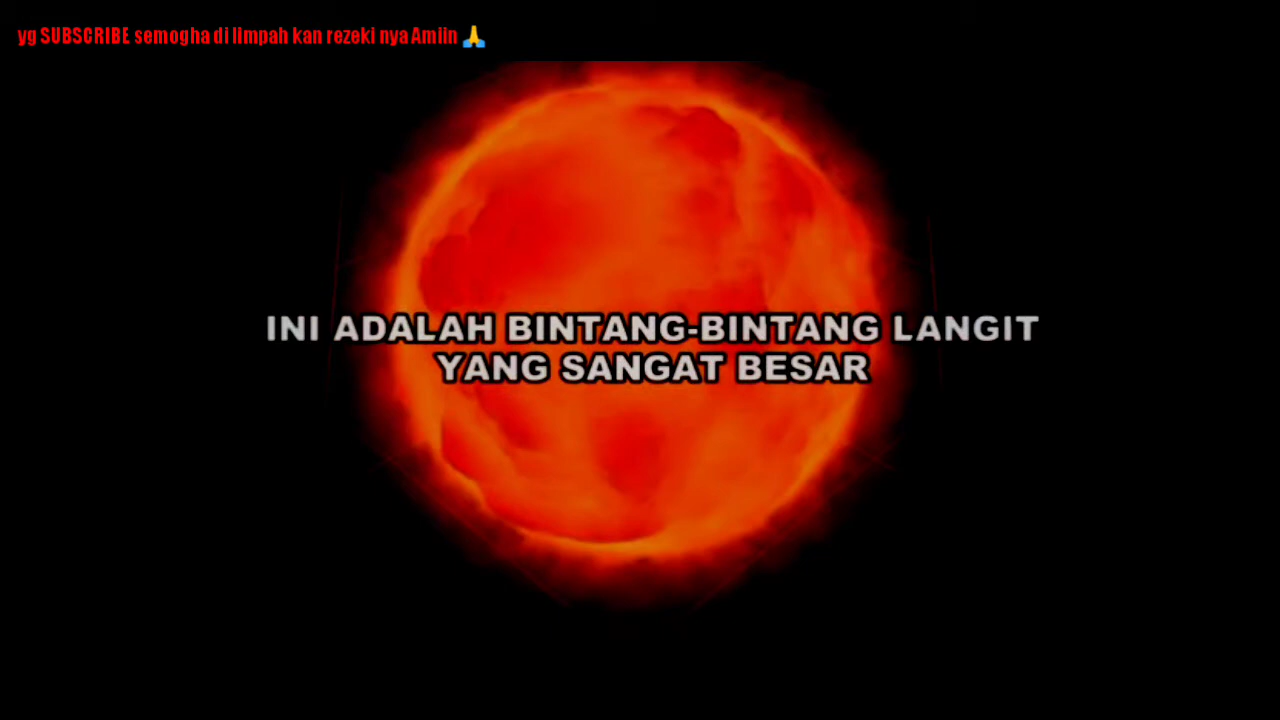 yg SUBSCRIBE semogha di limpah kan rezeki nya Amiin 🙏
INI ADALAH BINTANG-BINTANG LANGIT
YANG SANGAT BESAR